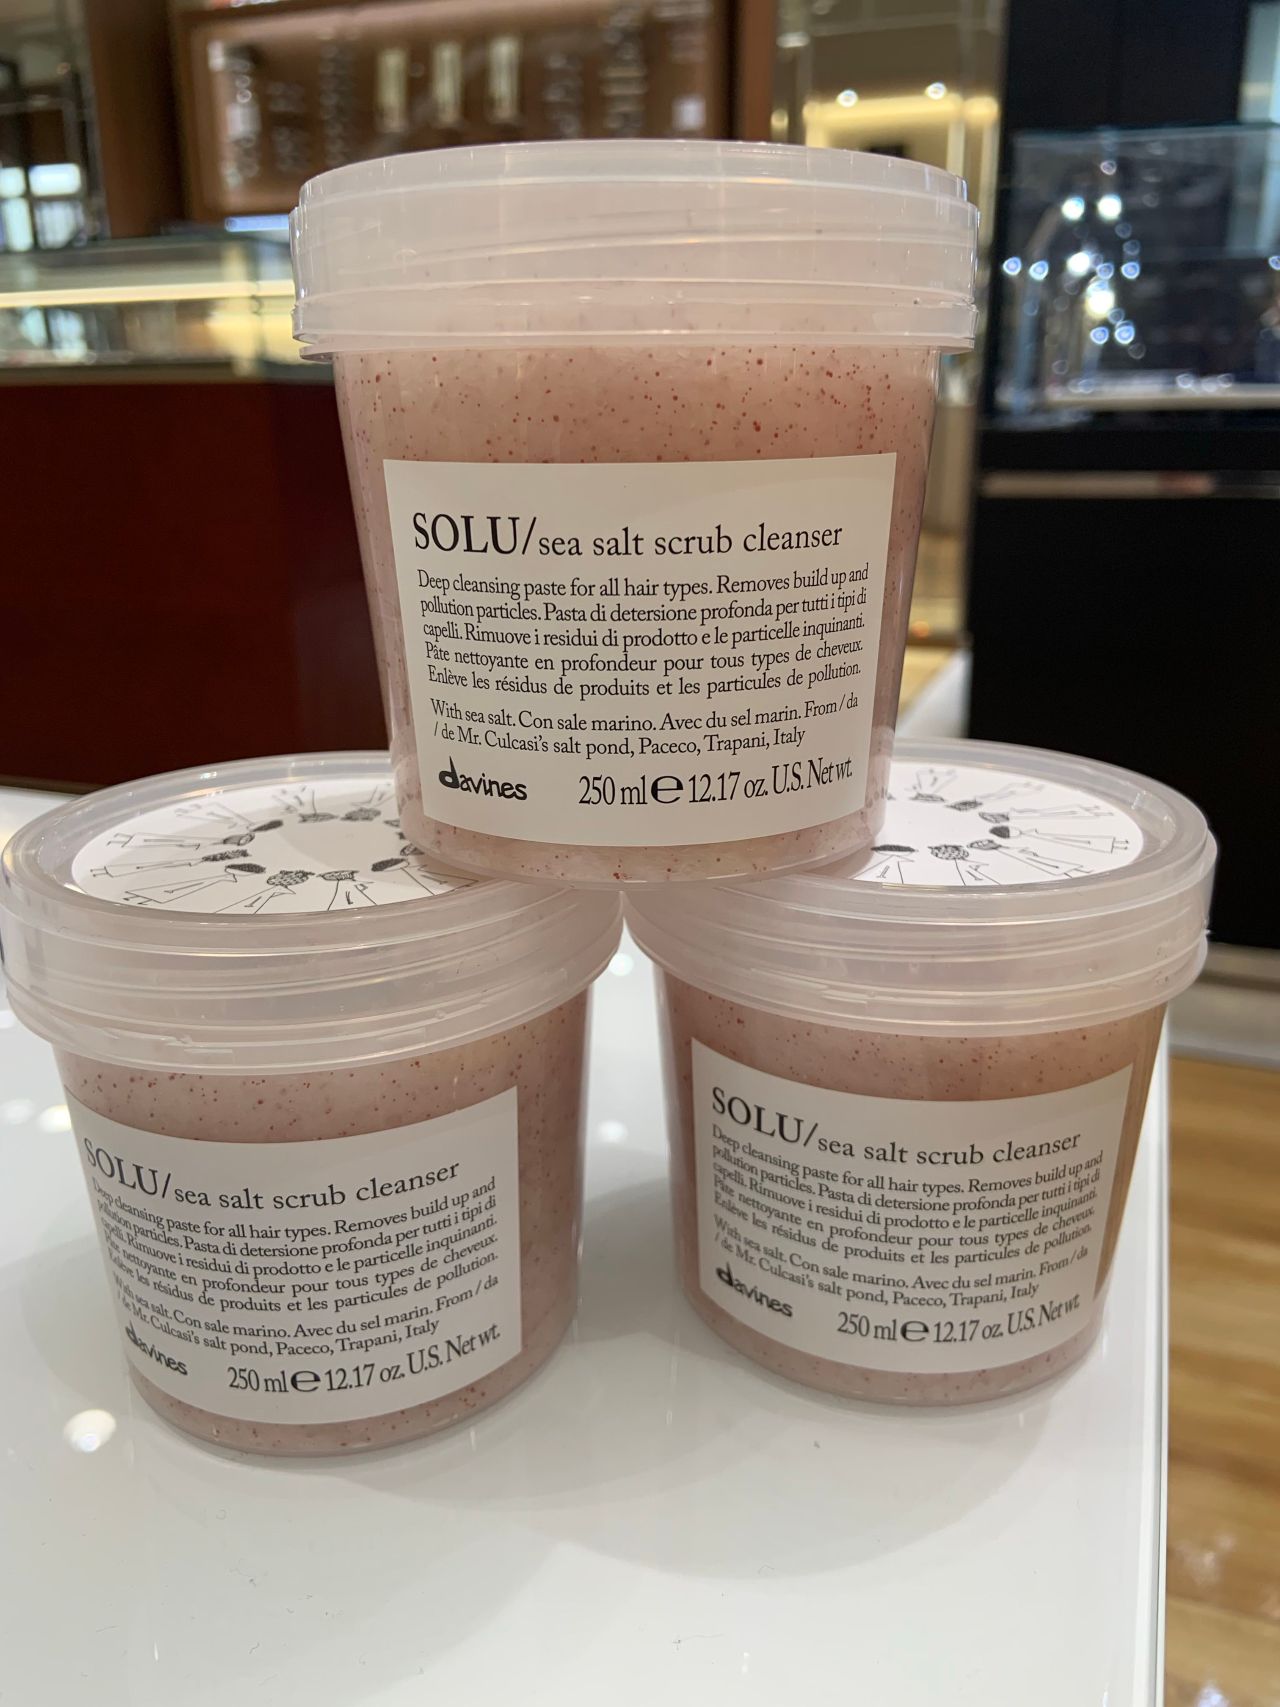 SOLU/sea salt scrub cleanser
Deep cleansing paste for all hair types. Removes build up and
pollution particles. Pasta di detersione profonda per tutti i tipi di
capelli. Rimuove i residui di prodotto e le particelle inquinanti.
Pâte nettoyante en profondeur pour tous types de cheveux.
Enlève les résidus de produits et les particules de pollution.
With sea salt. Con sale marino. Avec du sel marin. From / da
/ de Mr. Culcasi's salt pond, Paceco, Trapani, Italy
davines 250 ml ℮ 12.17 oz. U.S. Net wt.
SOLU/sea salt scrub cleanser
Deep cleansing paste for all hair types. Removes build up and
pollution particles. Pasta di detersione profonda per tutti i tipi di
capelli. Rimuove i residui di prodotto e le particelle inquinanti.
Pâte nettoyante en profondeur pour tous types de cheveux.
Enlève les résidus de produits et les particules de pollution.
With sea salt. Con sale marino. Avec du sel marin. From / da
/ de Mr. Culcasi's salt pond, Paceco, Trapani, Italy
davines 250 ml ℮ 12.17 oz. U.S. Net wt.
SOLU/sea salt scrub cleanser
Deep cleansing paste for all hair types. Removes build up and
pollution particles. Pasta di detersione profonda per tutti i tipi di
capelli. Rimuove i residui di prodotto e le particelle inquinanti.
Pâte nettoyante en profondeur pour tous types de cheveux.
Enlève les résidus de produits et les particules de pollution.
With sea salt. Con sale marino. Avec du sel marin. From / da
/ de Mr. Culcasi's salt pond, Paceco, Trapani, Italy
davines 250 ml ℮ 12.17 oz. U.S. Net wt.